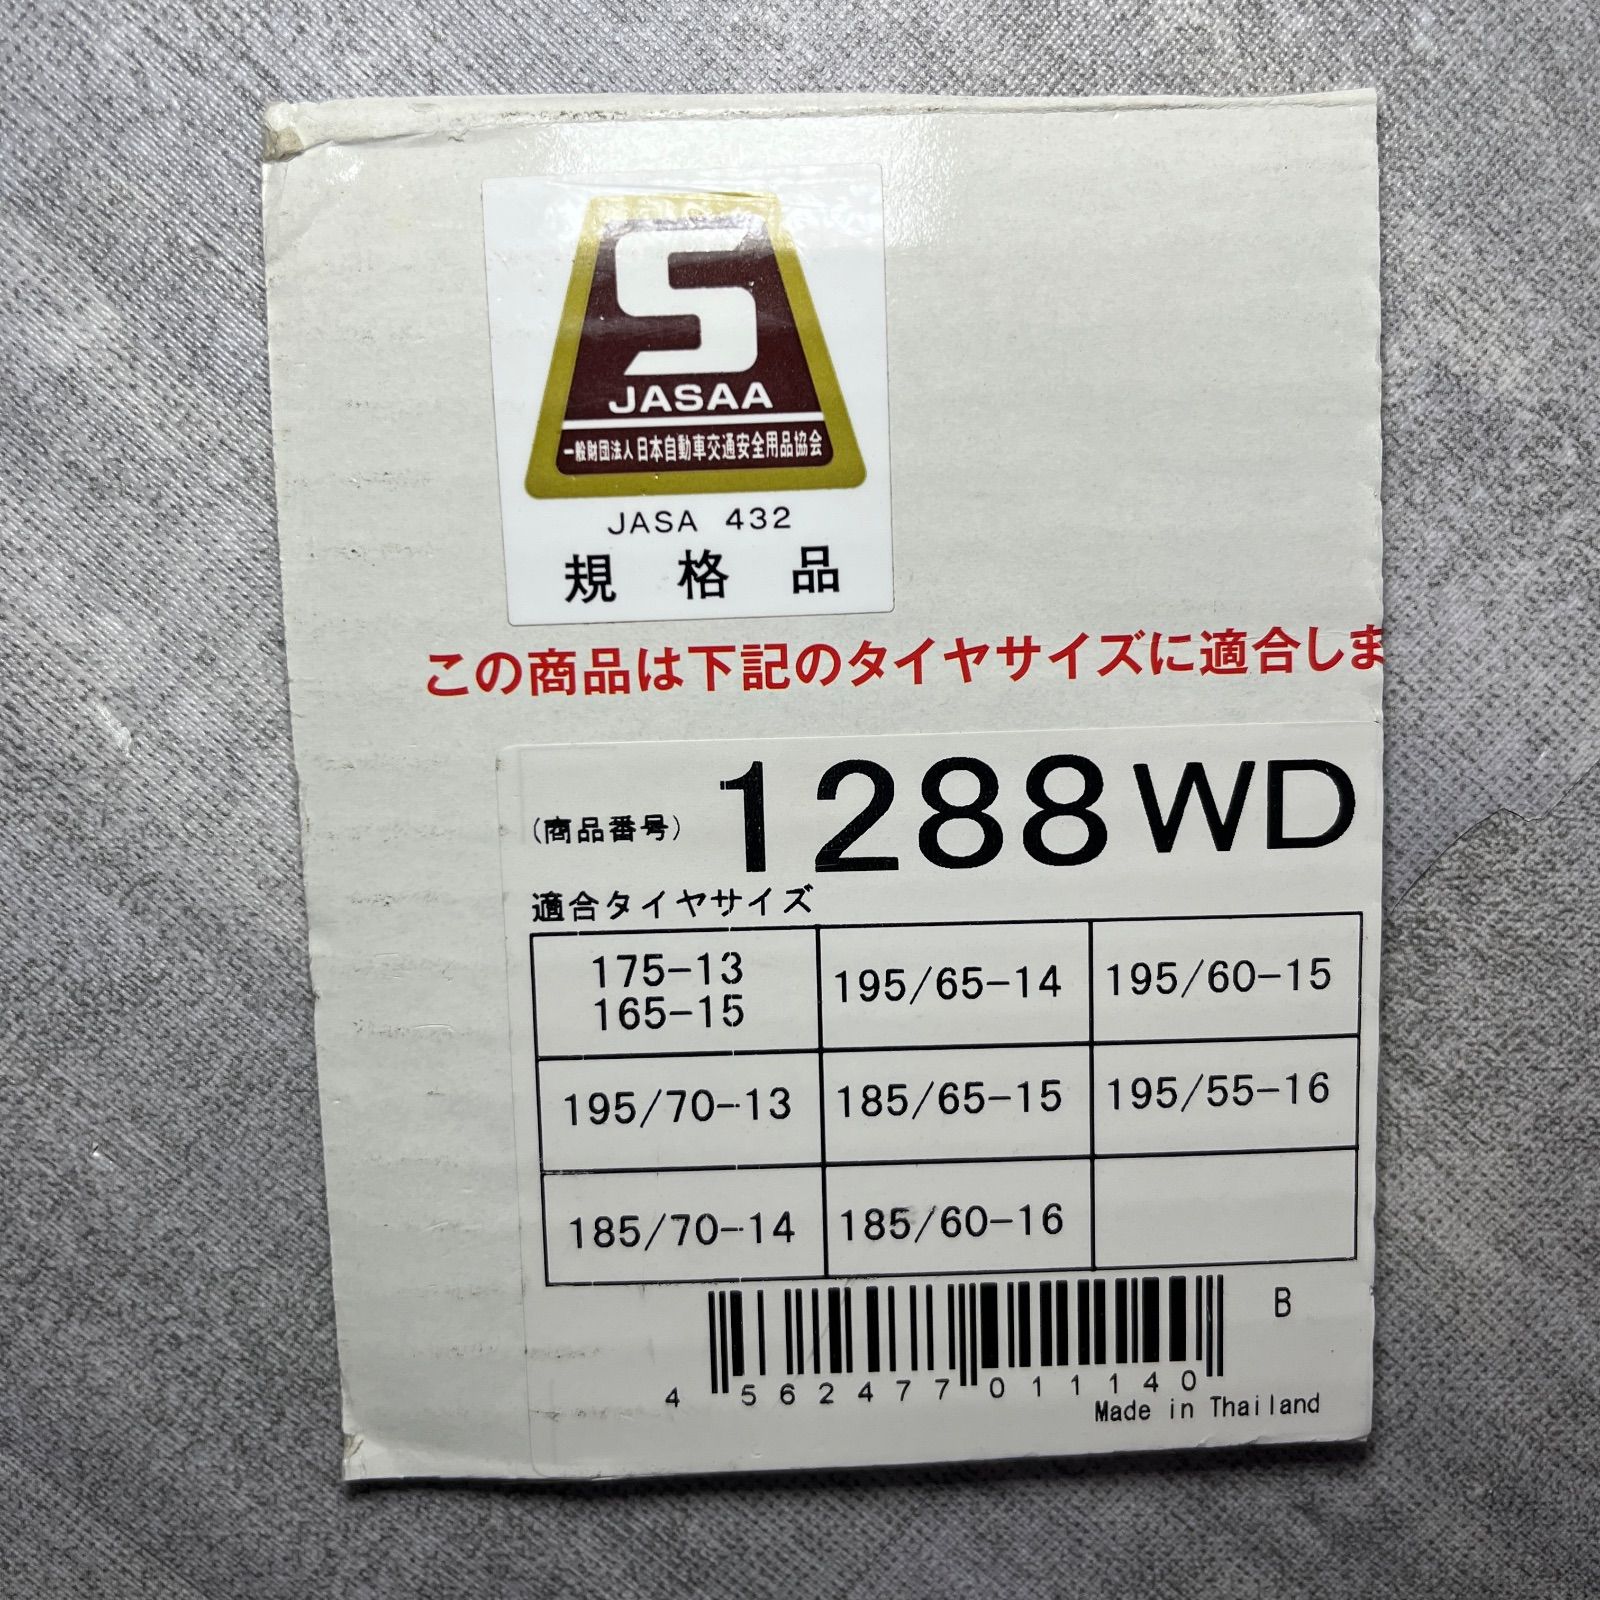 S
JASAA
一般財団法人 日本自動車交通安全用品協会
JASA 432
規格品
この商品は下記のタイヤサイズに適合しま
(商品番号) 1288WD
適合タイヤサイズ
175-13
165-15
195/65-14
195/60-15
195/70-13
185/65-15
195/55-16
185/70-14
185/60-16
B
4 562477 011140
Made in Thailand